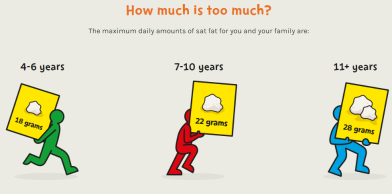 How much is too much?
The maximum daily amounts of sat fat for you and your family are:
4-6 years
7-10 years
11+ years
18 grams
22 grams
28 grams